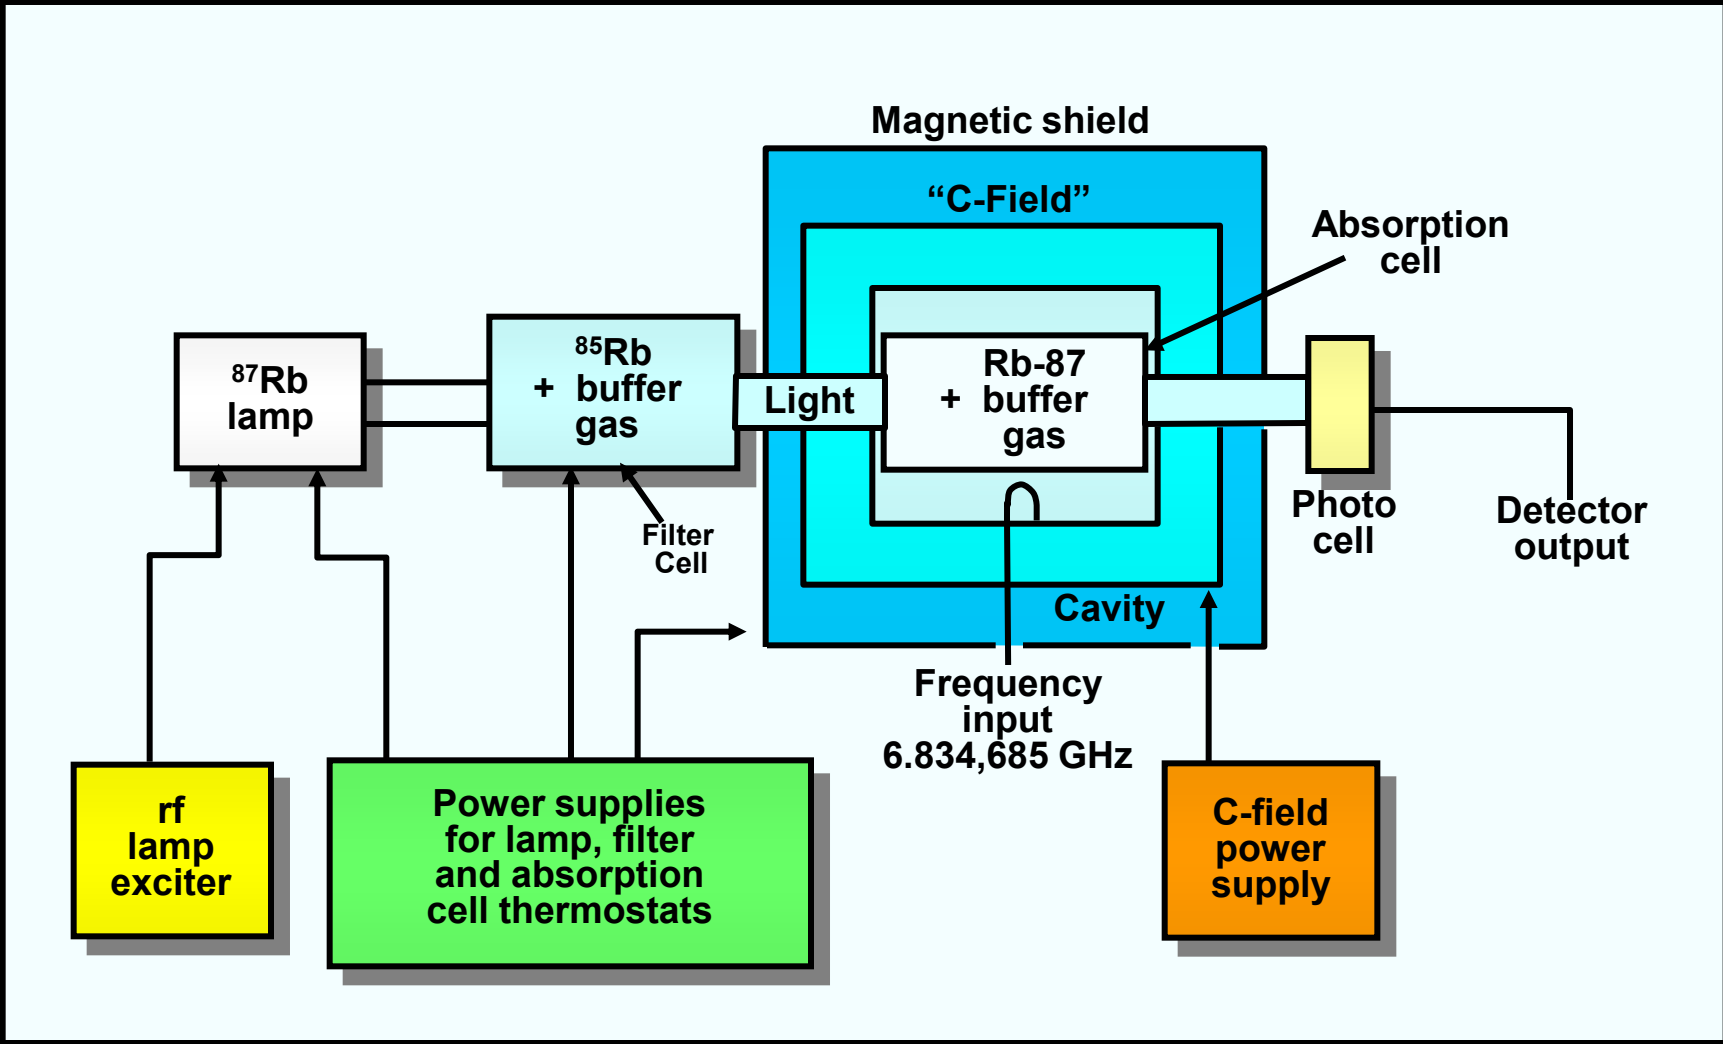 Magnetic shield
“C-Field”
Absorption
cell
⁸⁷Rb
lamp
⁸⁵Rb
+ buffer
gas
Light
Rb-87
+ buffer
gas
Filter
Cell
Photo
cell
Detector
output
Cavity
Frequency
input
6.834,685 GHz
rf
lamp
exciter
Power supplies
for lamp, filter
and absorption
cell thermostats
C-field
power
supply